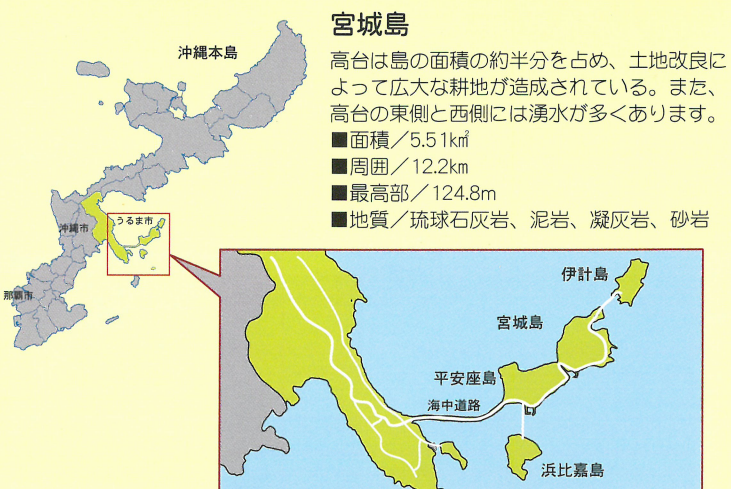 宮城島
高台は島の面積の約半分を占め、土地改良に
よって広大な耕地が造成されている。また、
高台の東側と西側には湧水が多くあります。
■面積／5.51㎢
■周囲／12.2㎞
■最高部／124.8m
■地質／琉球石灰岩、泥岩、凝灰岩、砂岩
沖縄本島
うるま市
沖縄市
那覇市
伊計島
宮城島
平安座島
海中道路
浜比嘉島